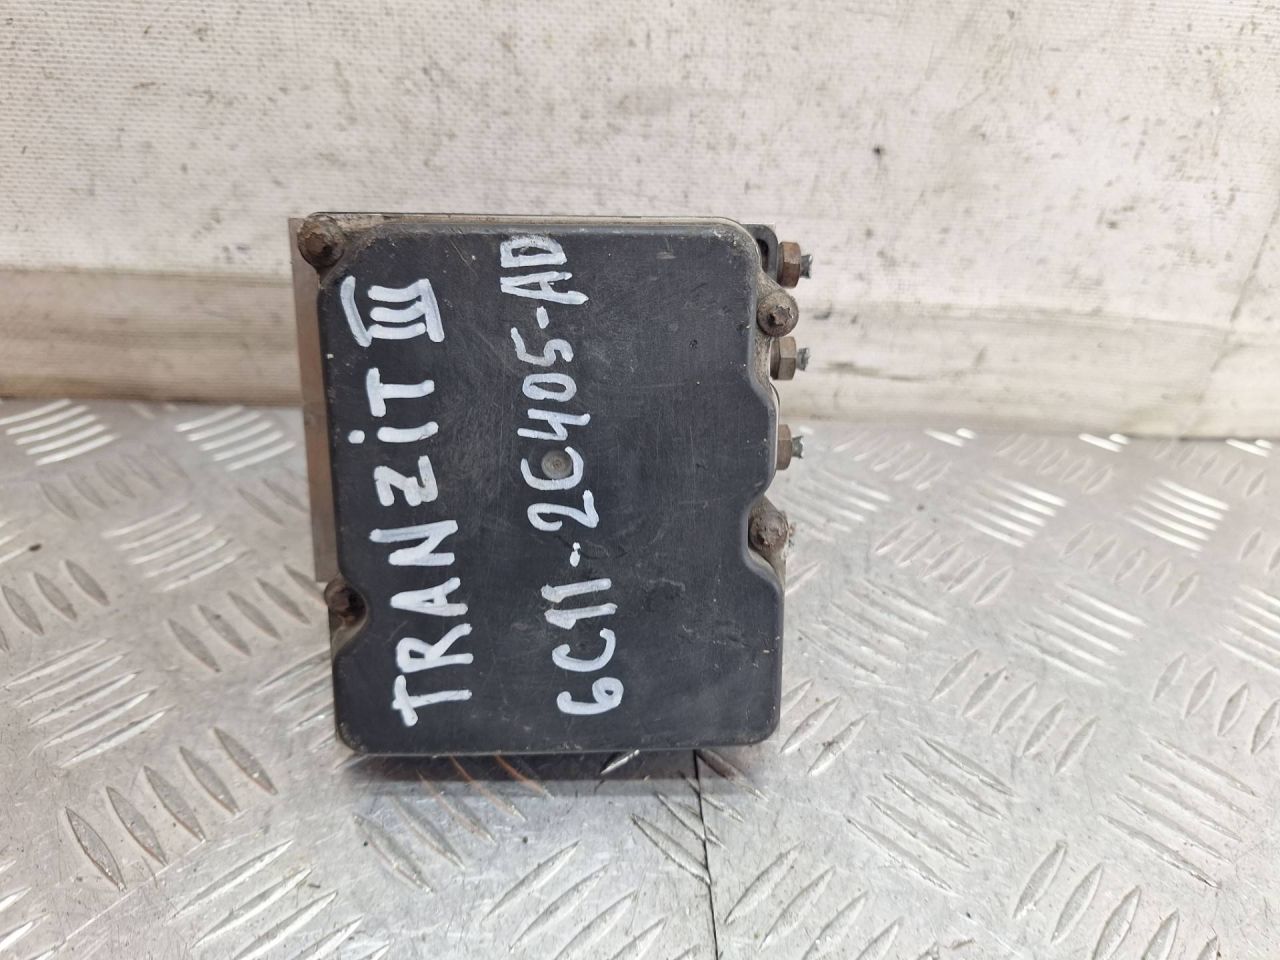 TRANZiT III
6C11-2C405-AD